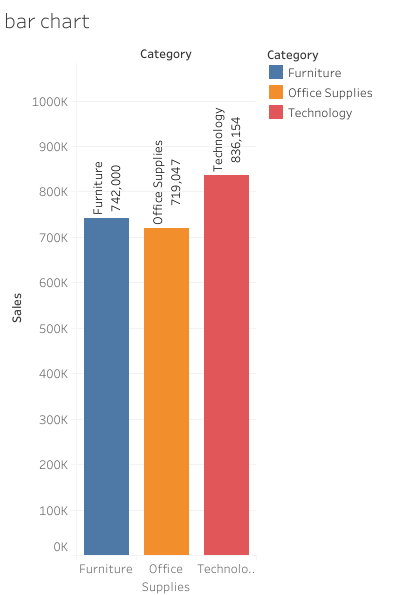 bar chart
Category
Category
Furniture
Office Supplies
Technology
1000K
900K
800K
700K
600K
500K
400K
300K
200K
100K
0K
Sales
Furniture
742,000
Office Supplies
719,047
Technology
836,154
Furniture
Office
Supplies
Technolo..